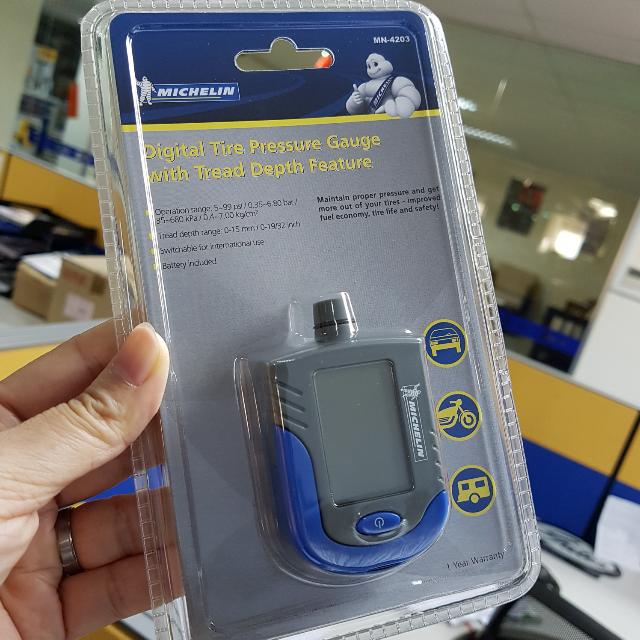 MN-4203
MICHELIN
Digital Tire Pressure Gauge
with Tread Depth Feature
Operation range: 5-99 psi / 0.35-6.80 bar /
35-680 kPa / 0.4-7.00 kg/cm²
Tread depth range: 0-15 mm / 0-19/32 inch
Switchable for international use
Battery included
Maintain proper pressure and get
more out of your tires - improved
fuel economy, tire life and safety!
MICHELIN
1 Year Warranty